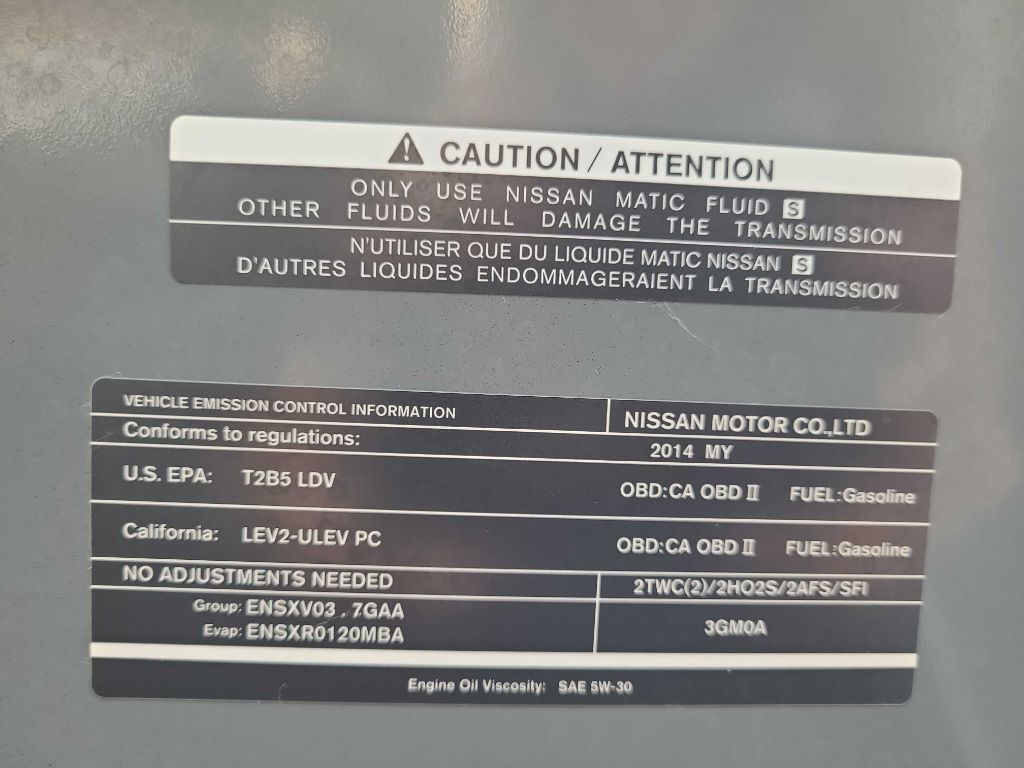 ⚠ CAUTION / ATTENTION
ONLY USE NISSAN MATIC FLUID S
OTHER FLUIDS WILL DAMAGE THE TRANSMISSION
N'UTILISER QUE DU LIQUIDE MATIC NISSAN S
D'AUTRES LIQUIDES ENDOMMAGERAIENT LA TRANSMISSION
VEHICLE EMISSION CONTROL INFORMATION NISSAN MOTOR CO.,LTD
Conforms to regulations: 2014 MY
U.S. EPA: T2B5 LDV OBD:CA OBD II FUEL:Gasoline
California: LEV2-ULEV PC OBD:CA OBD II FUEL:Gasoline
NO ADJUSTMENTS NEEDED 2TWC(2)/2HO2S/2AFS/SFI
Group: ENSXV03.7GAA
Evap: ENSXR0120MBA 3GM0A
Engine Oil Viscosity: SAE 5W-30